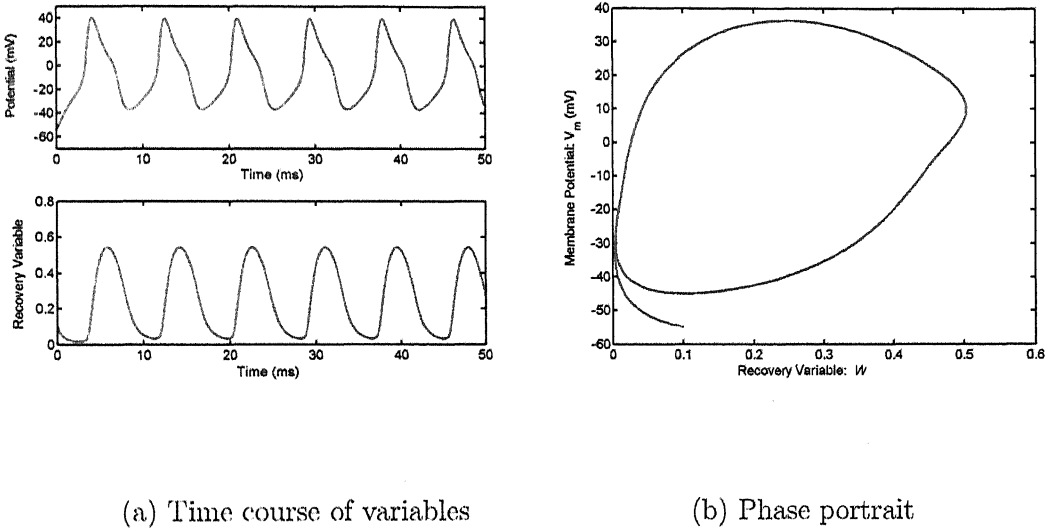 40
20
0
-20
-40
-60
Potential (mV)
0 10 20 30 40 50
Time (ms)
0.8
0.6
0.4
0.2
0
Recovery Variable
0 10 20 30 40 50
Time (ms)
(a) Time course of variables
40
30
20
10
0
-10
-20
-30
-40
-50
-60
Membrane Potential: Vm (mV)
0 0.1 0.2 0.3 0.4 0.5 0.6
Recovery Variable: W
(b) Phase portrait